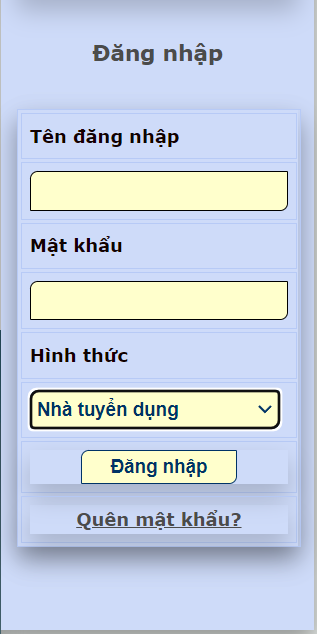 Đăng nhập
Tên đăng nhập
Mật khẩu
Hình thức
Nhà tuyển dụng
Đăng nhập
Quên mật khẩu?